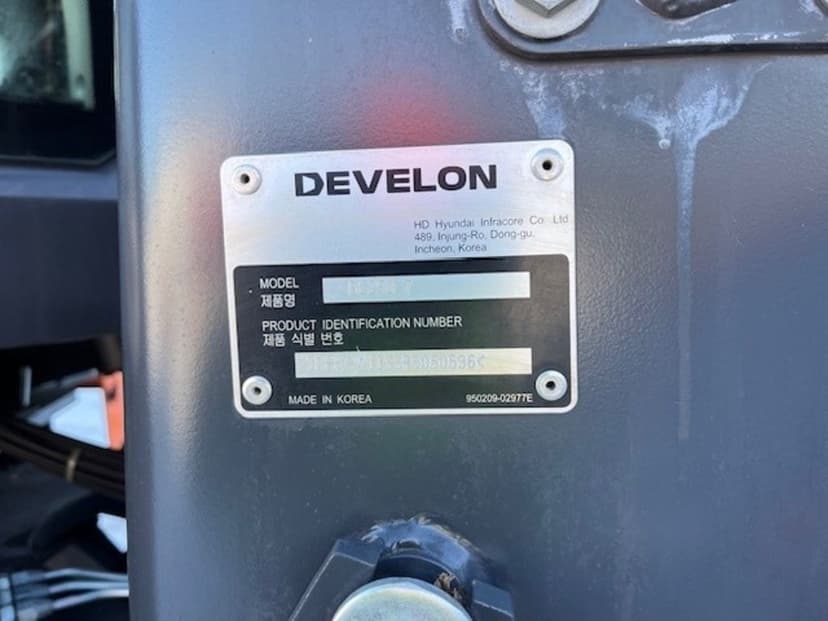 DEVELON
HD Hyundai Infracore Co. Ltd
489, Injung-Ro, Dong-gu,
Incheon, Korea
MODEL
제품명
PRODUCT IDENTIFICATION NUMBER
제품 식별 번호
MADE IN KOREA 950209-02977E